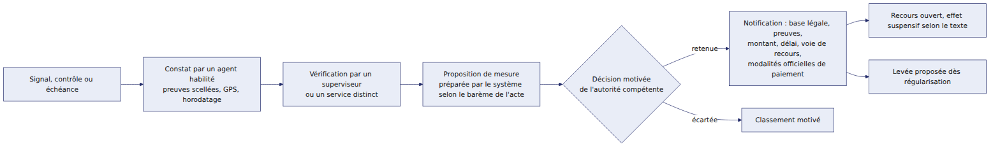 Signal, contrôle ou
échéance
Constat par un agent
habilité
preuves scellées, GPS,
horodatage
Vérification par un
superviseur
ou un service distinct
Proposition de mesure
préparée par le système
selon le barème de l'acte
Décision motivée
de l'autorité compétente
retenue
écartée
Notification : base légale,
preuves,
montant, délai, voie de
recours,
modalités officielles de
paiement
Classement motivé
Recours ouvert, effet
suspensif selon le texte
Levée proposée dès
régularisation